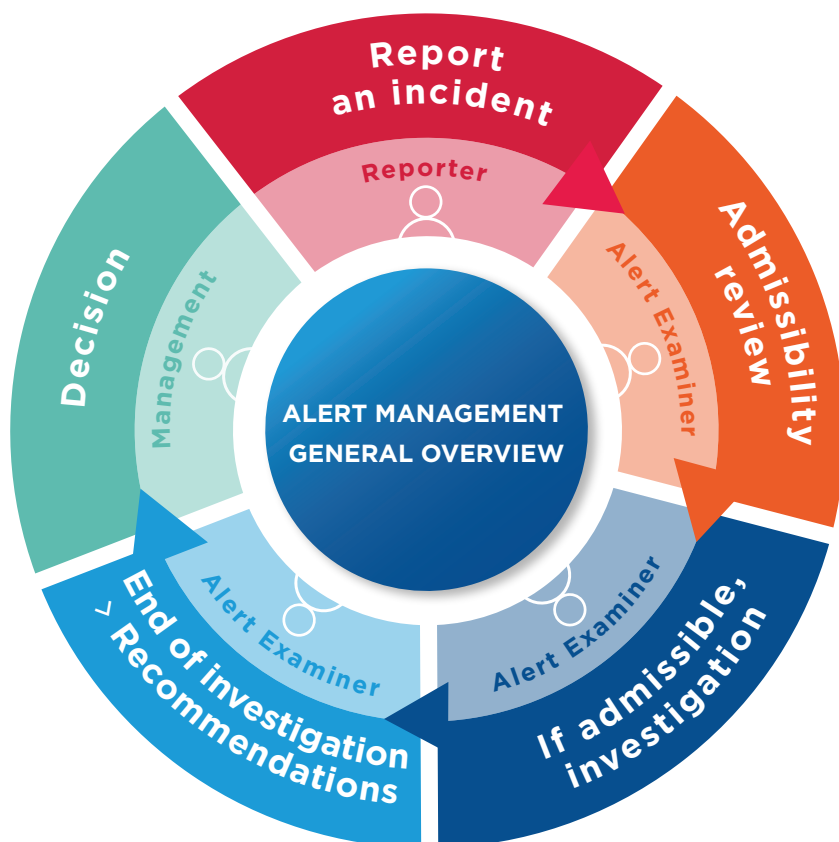 Report
an incident
Reporter
Admissibility
review
Alert Examiner
If admissible,
investigation
Alert Examiner
End of investigation
> Recommendations
Alert Examiner
Decision
Management
ALERT MANAGEMENT
GENERAL OVERVIEW